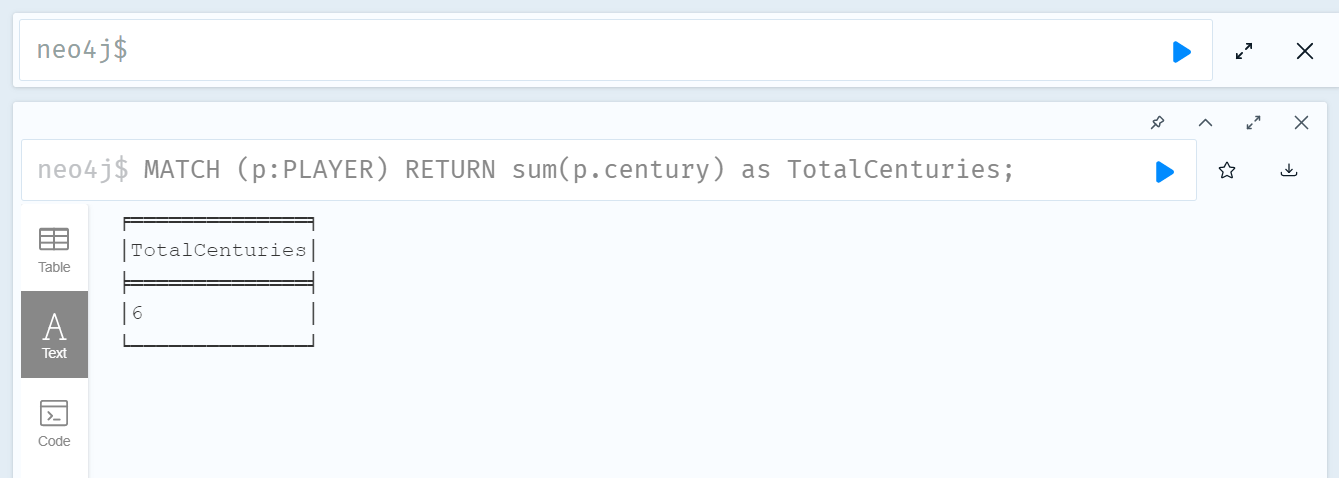 neo4j$
neo4j$ MATCH (p:PLAYER) RETURN sum(p.century) as TotalCenturies;
Table
TotalCenturies
6
A
Text
Code